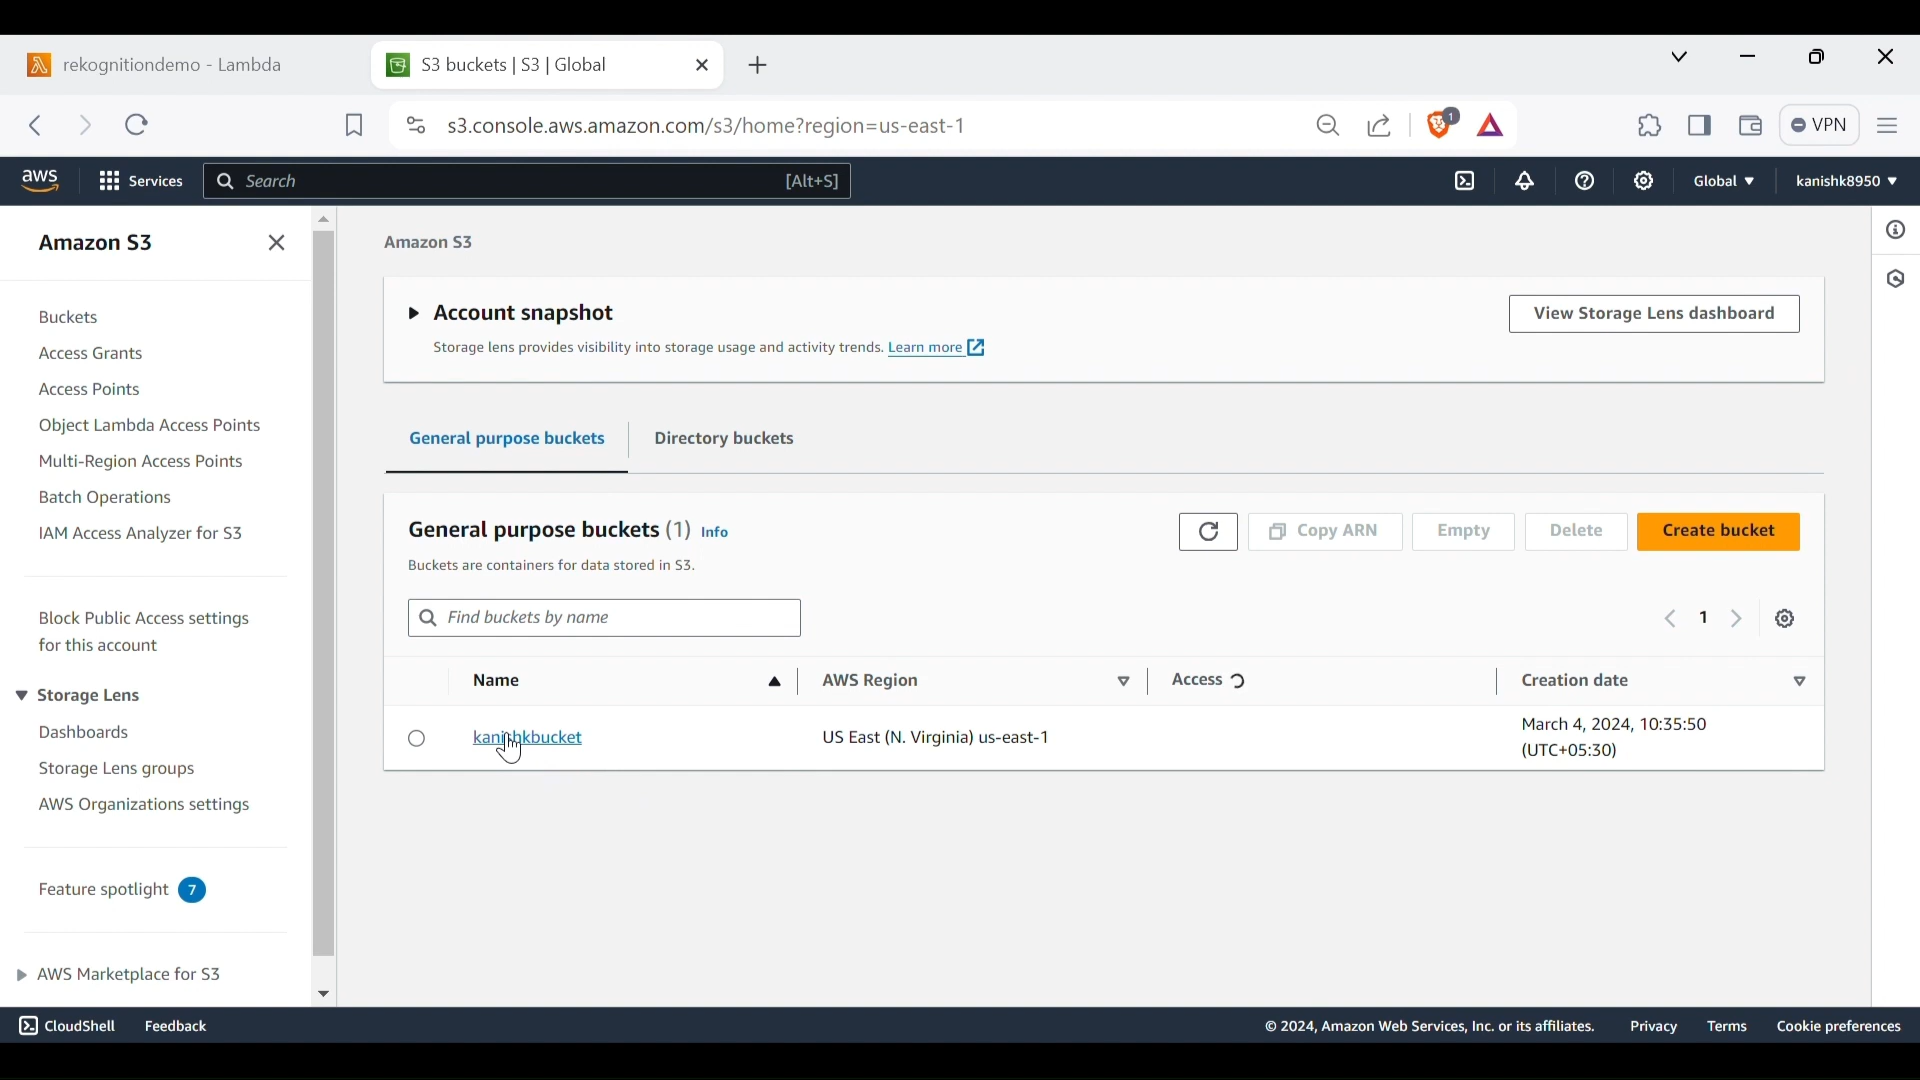 rekognitiondemo - Lambda
S3 buckets | S3 | Global
s3.console.aws.amazon.com/s3/home?region=us-east-1
1
VPN
aws
Services
Search
[Alt+S]
Global
kanishk8950
Amazon S3
Buckets
Access Grants
Access Points
Object Lambda Access Points
Multi-Region Access Points
Batch Operations
IAM Access Analyzer for S3
Block Public Access settings
for this account
Storage Lens
Dashboards
Storage Lens groups
AWS Organizations settings
Feature spotlight 7
AWS Marketplace for S3
Amazon S3
Account snapshot
View Storage Lens dashboard
Storage lens provides visibility into storage usage and activity trends. Learn more
General purpose buckets
Directory buckets
General purpose buckets (1) Info
Buckets are containers for data stored in S3.
Copy ARN
Empty
Delete
Create bucket
Find buckets by name
1
Name
AWS Region
Access
Creation date
kanishkbucket
US East (N. Virginia) us-east-1
March 4, 2024, 10:35:50
(UTC+05:30)
CloudShell
Feedback
© 2024, Amazon Web Services, Inc. or its affiliates.
Privacy
Terms
Cookie preferences